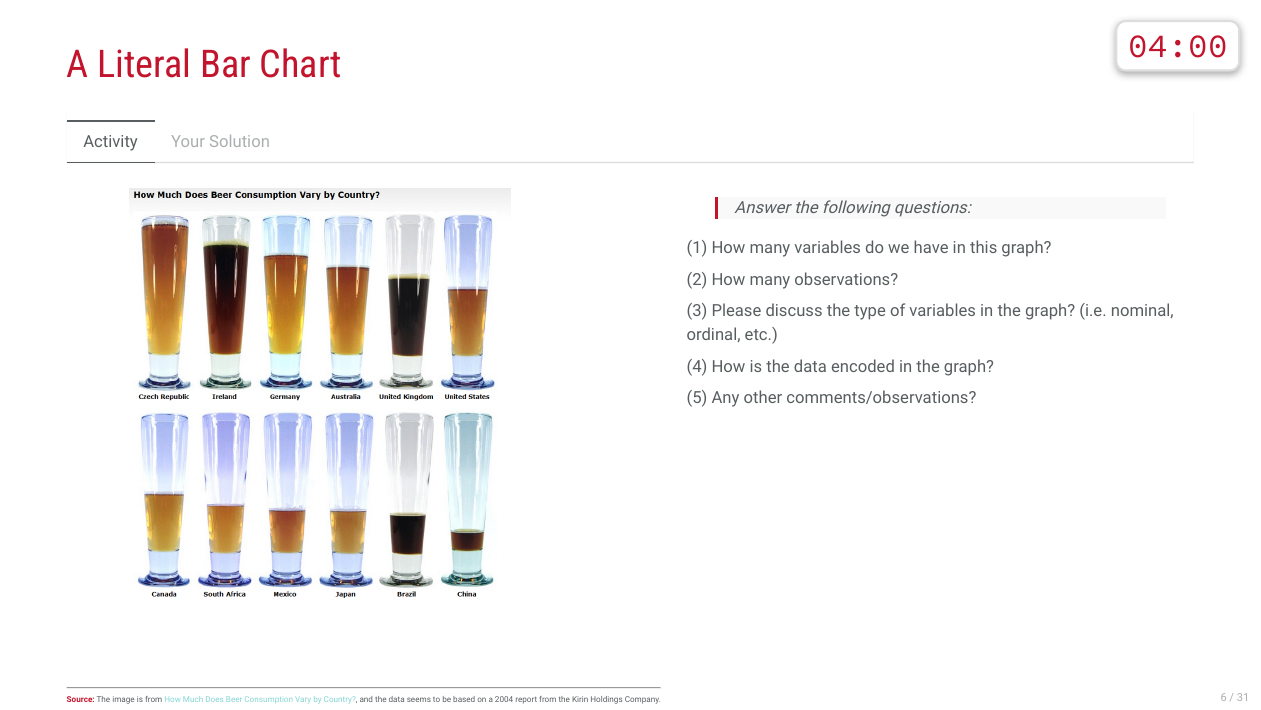 A Literal Bar Chart
04:00
Activity
Your Solution
How Much Does Beer Consumption Vary by Country?
Czech Republic Ireland Germany Australia United Kingdom United States
Canada South Africa Mexico Japan Brazil China
Answer the following questions:
(1) How many variables do we have in this graph?
(2) How many observations?
(3) Please discuss the type of variables in the graph? (i.e. nominal,
ordinal, etc.)
(4) How is the data encoded in the graph?
(5) Any other comments/observations?
Source: The image is from How Much Does Beer Consumption Vary by Country?, and the data seems to be based on a 2004 report from the Kirin Holdings Company.
6 / 31